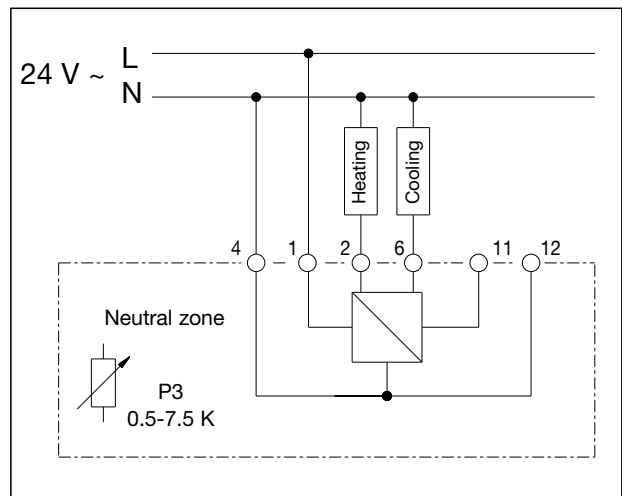 24 V ~
L
N
Heating
Cooling
4 1 2 6 11 12
Neutral zone
P3
0.5-7.5 K